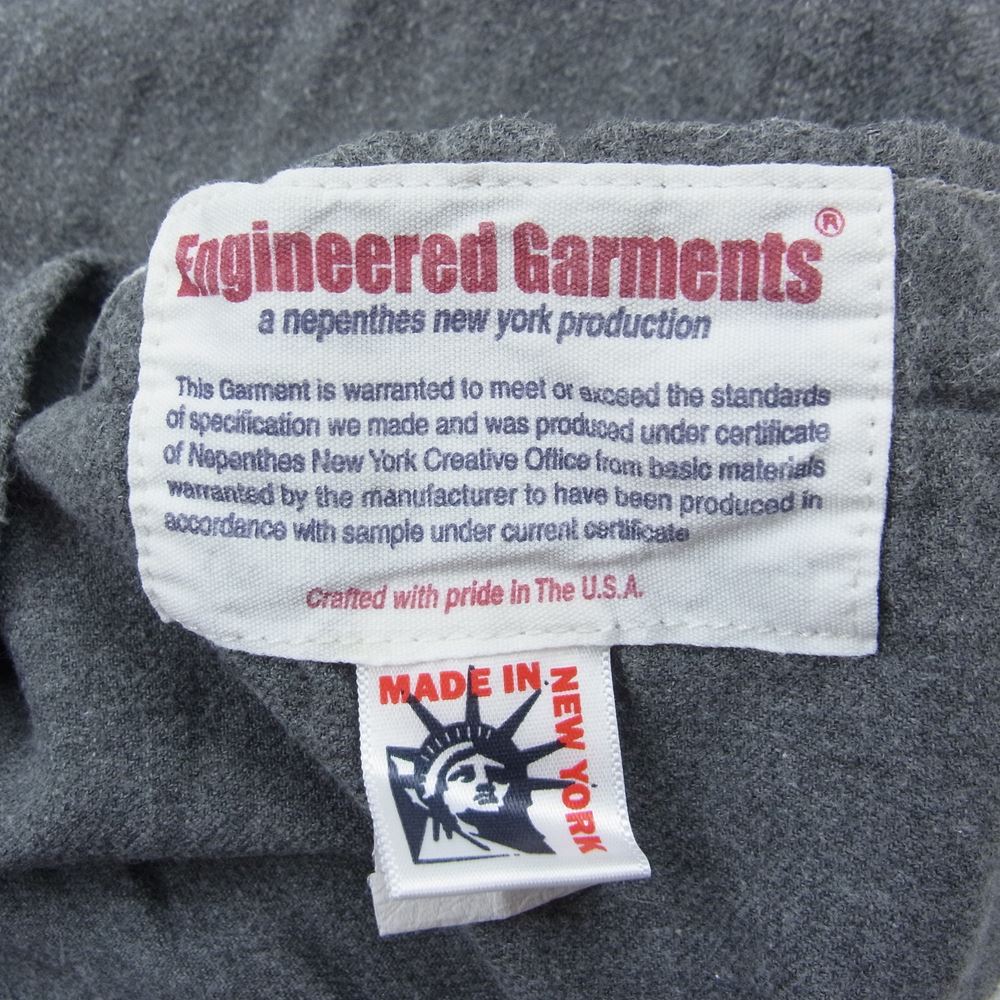 Engineered Garments®
a nepenthes new york production
This Garment is warranted to meet or exceed the standards
of specification we made and was produced under certificate
of Nepenthes New York Creative Office from basic materials
warranted by the manufacturer to have been produced in
accordance with sample under current certificate
Crafted with pride in The U.S.A.
MADE IN
NEW YORK